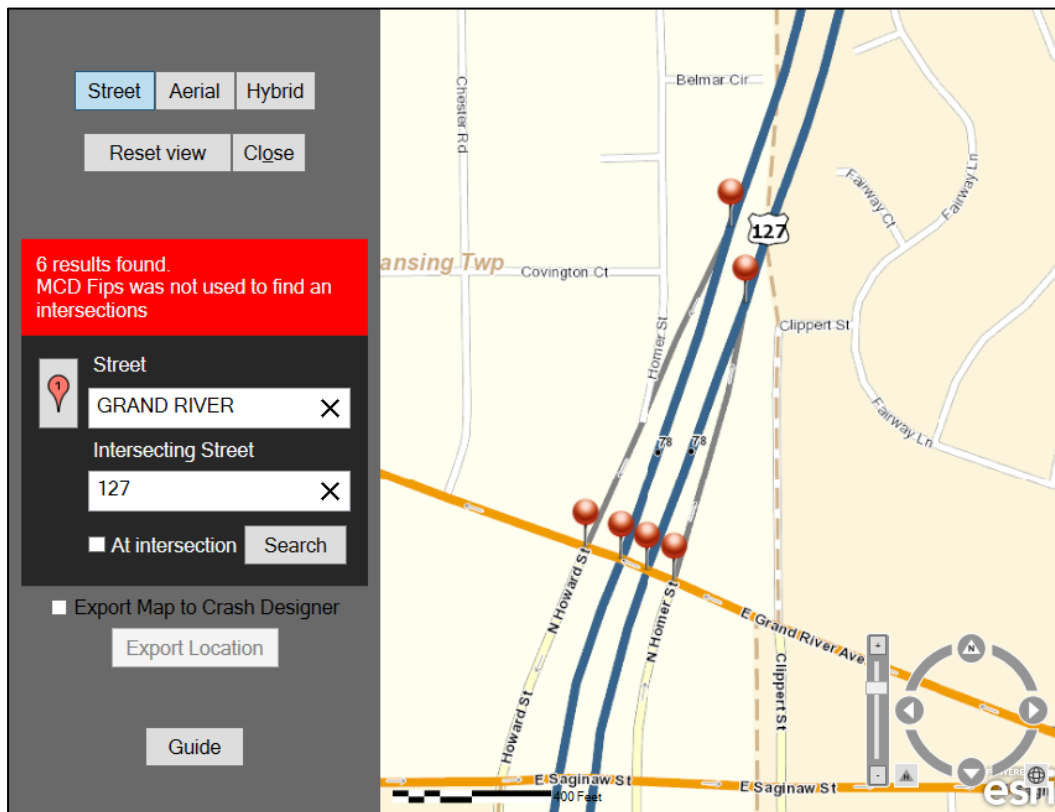 Street
Aerial
Hybrid
Reset view
Close
6 results found.
MCD Fips was not used to find an
intersections
1
Street
GRAND RIVER
Intersecting Street
127
At intersection
Search
Export Map to Crash Designer
Export Location
Guide
Belmar Cir
Chester Rd
Fairway Ln
Fairway Ct
127
ansing Twp
Covington Ct
Clippert St
Homer St
Fairway Ln
78
78
N Howard St
N Homer St
E Grand River Ave
Clippert St
Howard St
E Saginaw St
E Saginaw St
400 Feet
+
N
-
POWERED
esri